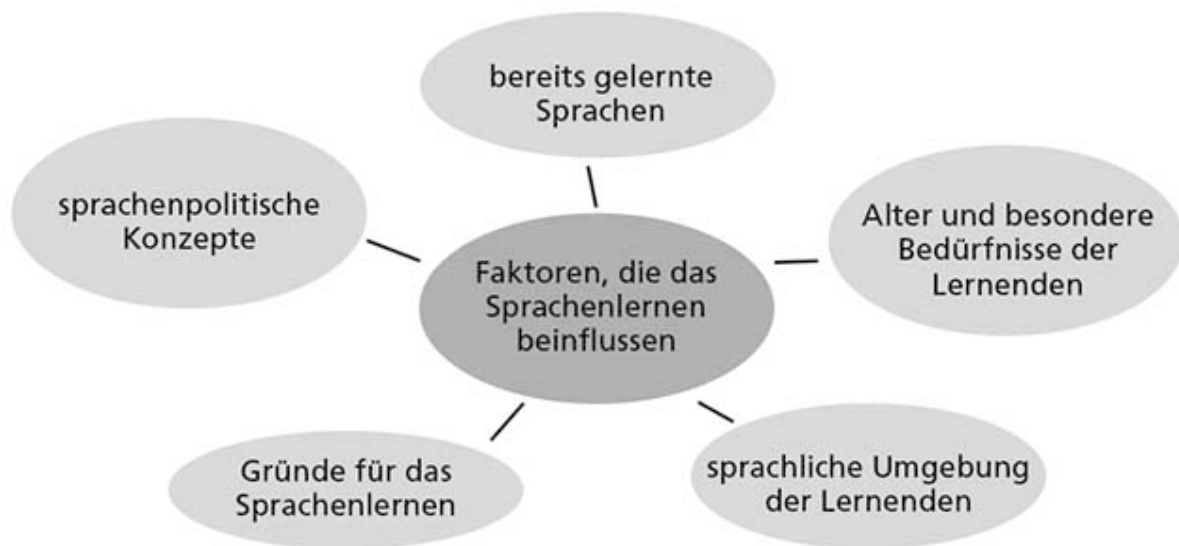 bereits gelernte
Sprachen
sprachenpolitische
Konzepte
Alter und besondere
Bedürfnisse der
Lernenden
Faktoren, die das
Sprachenlernen
beinflussen
Gründe für das
Sprachenlernen
sprachliche Umgebung
der Lernenden